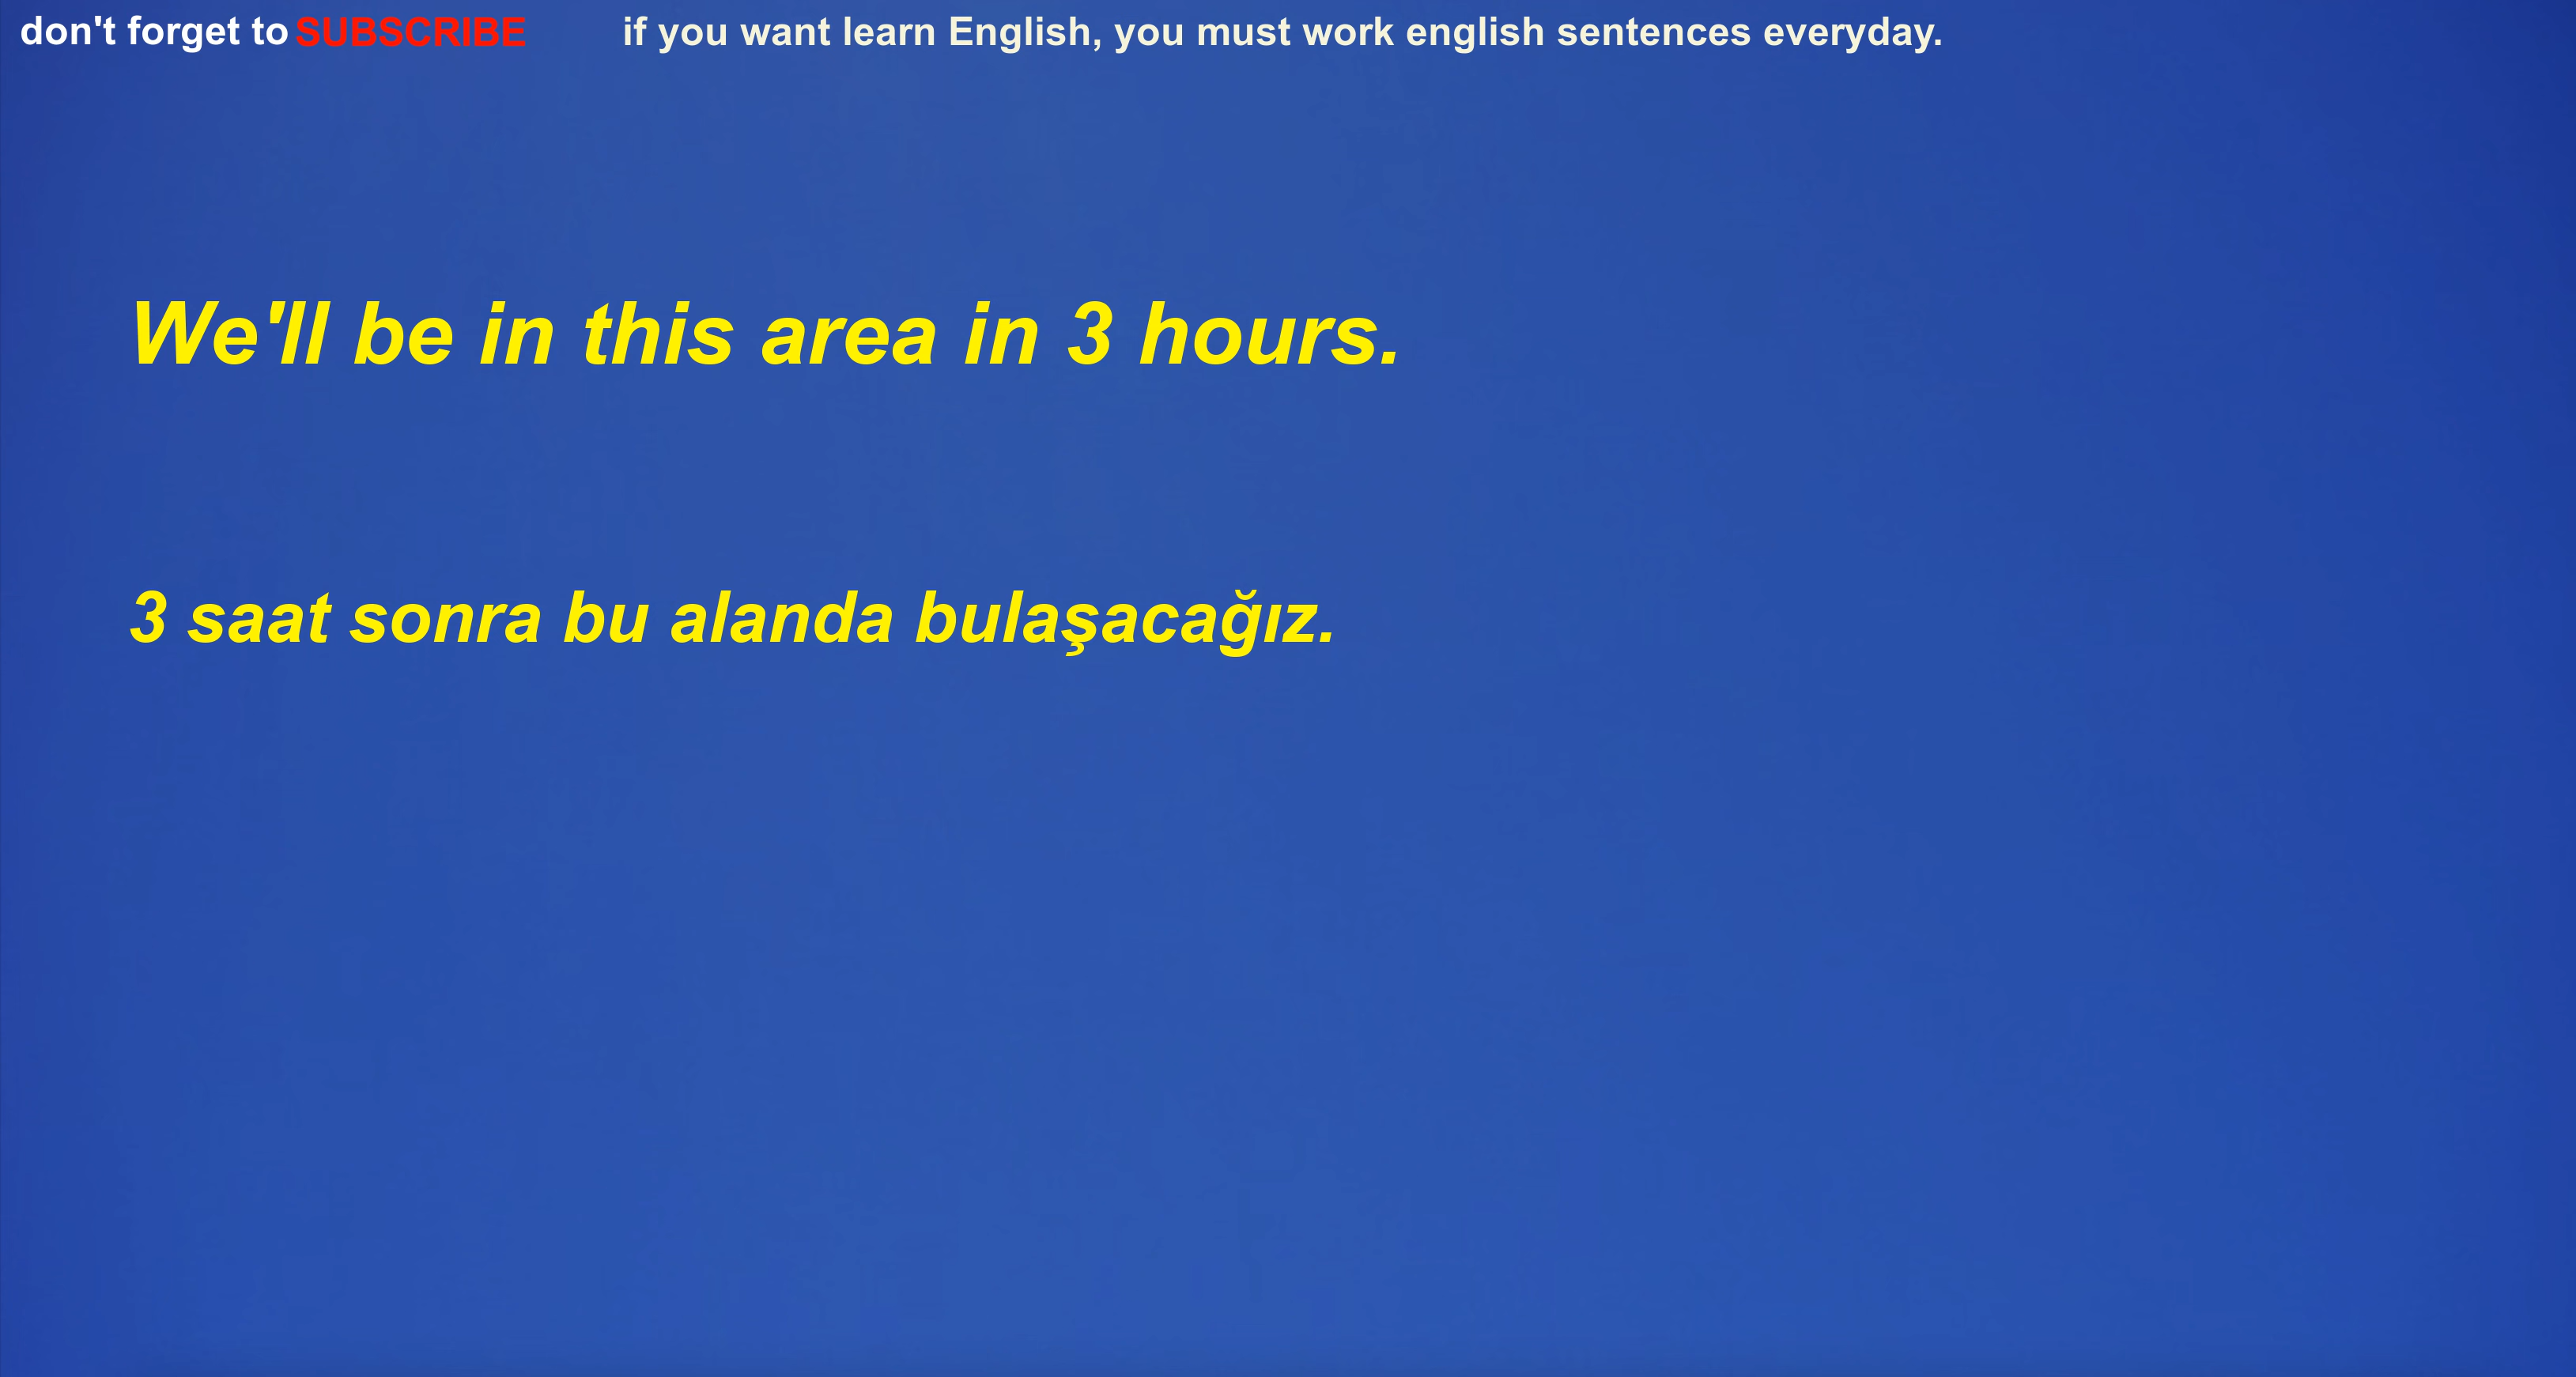 don't forget to SUBSCRIBE if you want learn English, you must work english sentences everyday.
We'll be in this area in 3 hours.
3 saat sonra bu alanda bulaşacağız.